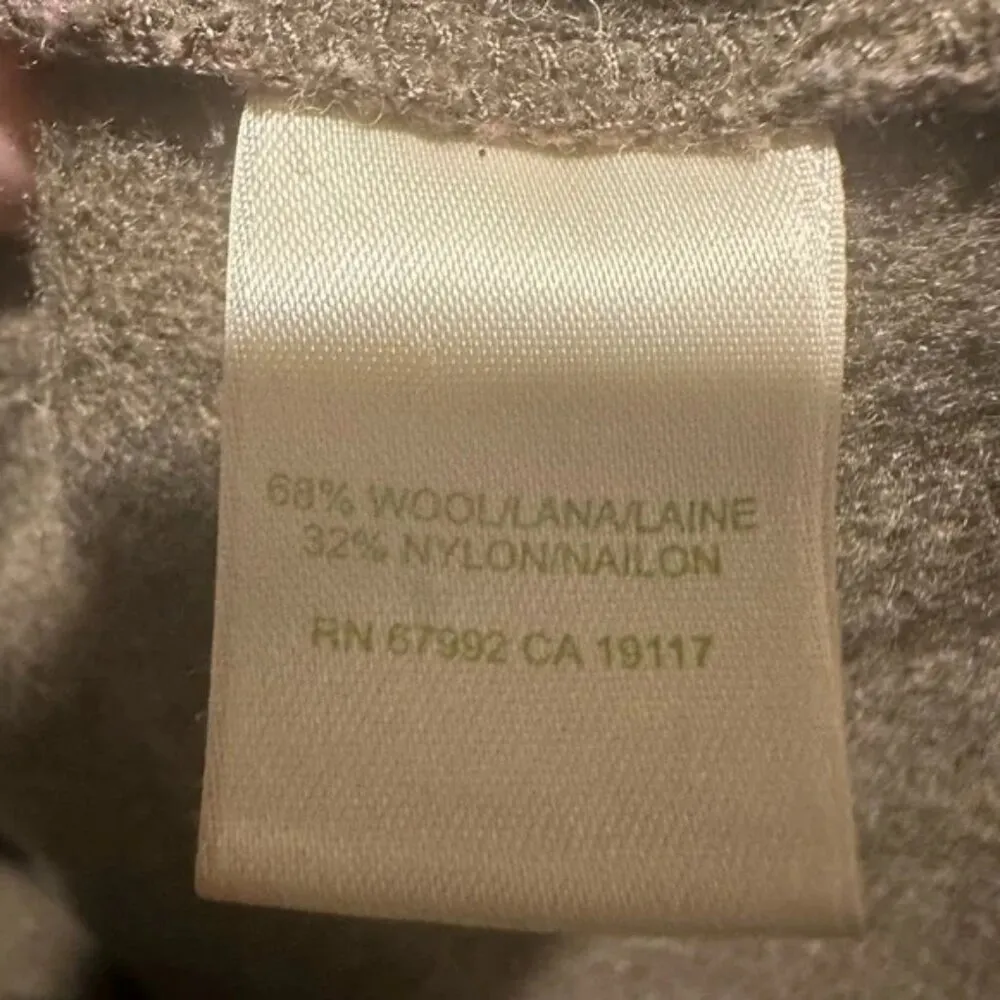 68% WOOL/LANA/LAINE
32% NYLON/NAILON
RN 67992 CA 19117